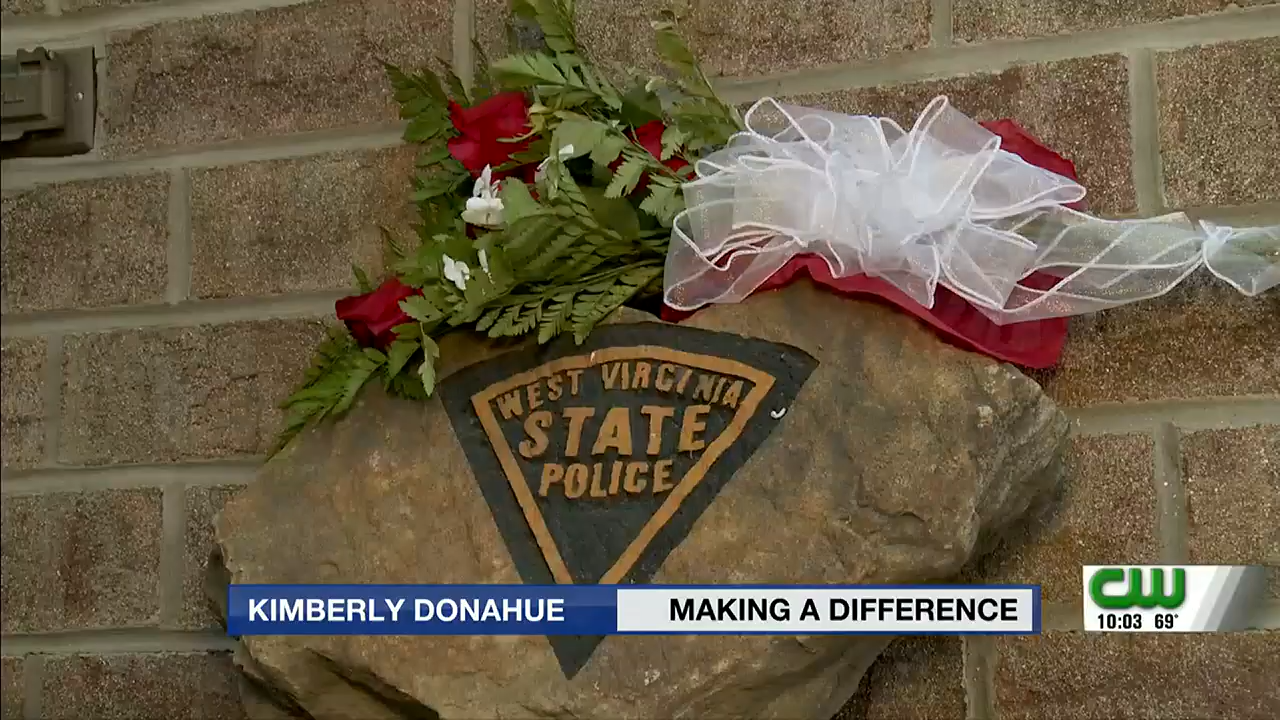 WEST VIRGINIA
STATE
POLICE
KIMBERLY DONAHUE
MAKING A DIFFERENCE
CW
10:03 69°